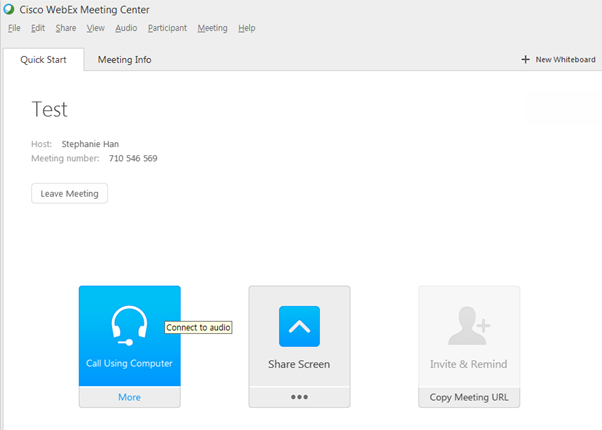 Cisco WebEx Meeting Center
File Edit Share View Audio Participant Meeting Help
Quick Start Meeting Info + New Whiteboard
Test
Host: Stephanie Han
Meeting number: 710 546 569
Leave Meeting
Connect to audio
Call Using Computer Share Screen Invite & Remind
More ••• Copy Meeting URL